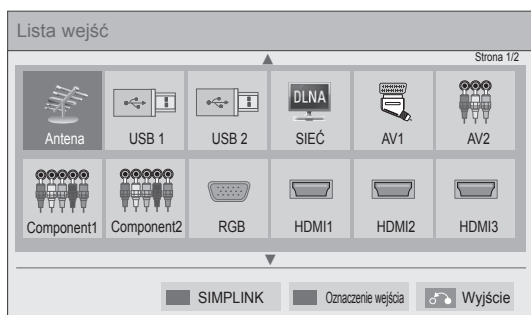 Lista wejść
Strona 1/2
DLNA
Antena USB 1 USB 2 SIEĆ AV1 AV2
Component1 Component2 RGB HDMI1 HDMI2 HDMI3
SIMPLINK Oznaczenie wejścia Wyjście